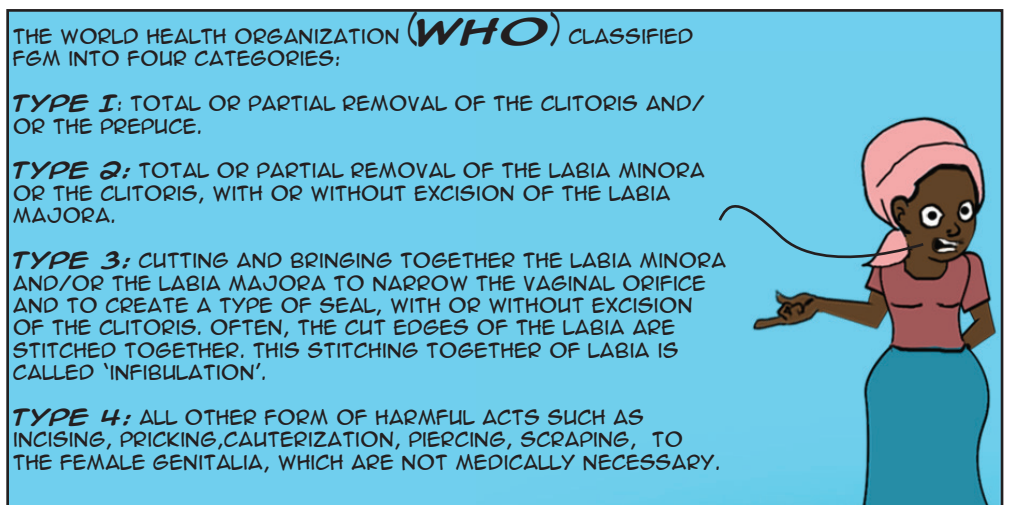 THE WORLD HEALTH ORGANIZATION (WHO) CLASSIFIED
FGM INTO FOUR CATEGORIES:
TYPE I: TOTAL OR PARTIAL REMOVAL OF THE CLITORIS AND/
OR THE PREPUCE.
TYPE 2: TOTAL OR PARTIAL REMOVAL OF THE LABIA MINORA
OR THE CLITORIS, WITH OR WITHOUT EXCISION OF THE LABIA
MAJORA.
TYPE 3: CUTTING AND BRINGING TOGETHER THE LABIA MINORA
AND/OR THE LABIA MAJORA TO NARROW THE VAGINAL ORIFICE
AND TO CREATE A TYPE OF SEAL, WITH OR WITHOUT EXCISION
OF THE CLITORIS. OFTEN, THE CUT EDGES OF THE LABIA ARE
STITCHED TOGETHER. THIS STITCHING TOGETHER OF LABIA IS
CALLED ‘INFIBULATION’.
TYPE 4: ALL OTHER FORM OF HARMFUL ACTS SUCH AS
INCISING, PRICKING,CAUTERIZATION, PIERCING, SCRAPING, TO
THE FEMALE GENITALIA, WHICH ARE NOT MEDICALLY NECESSARY.